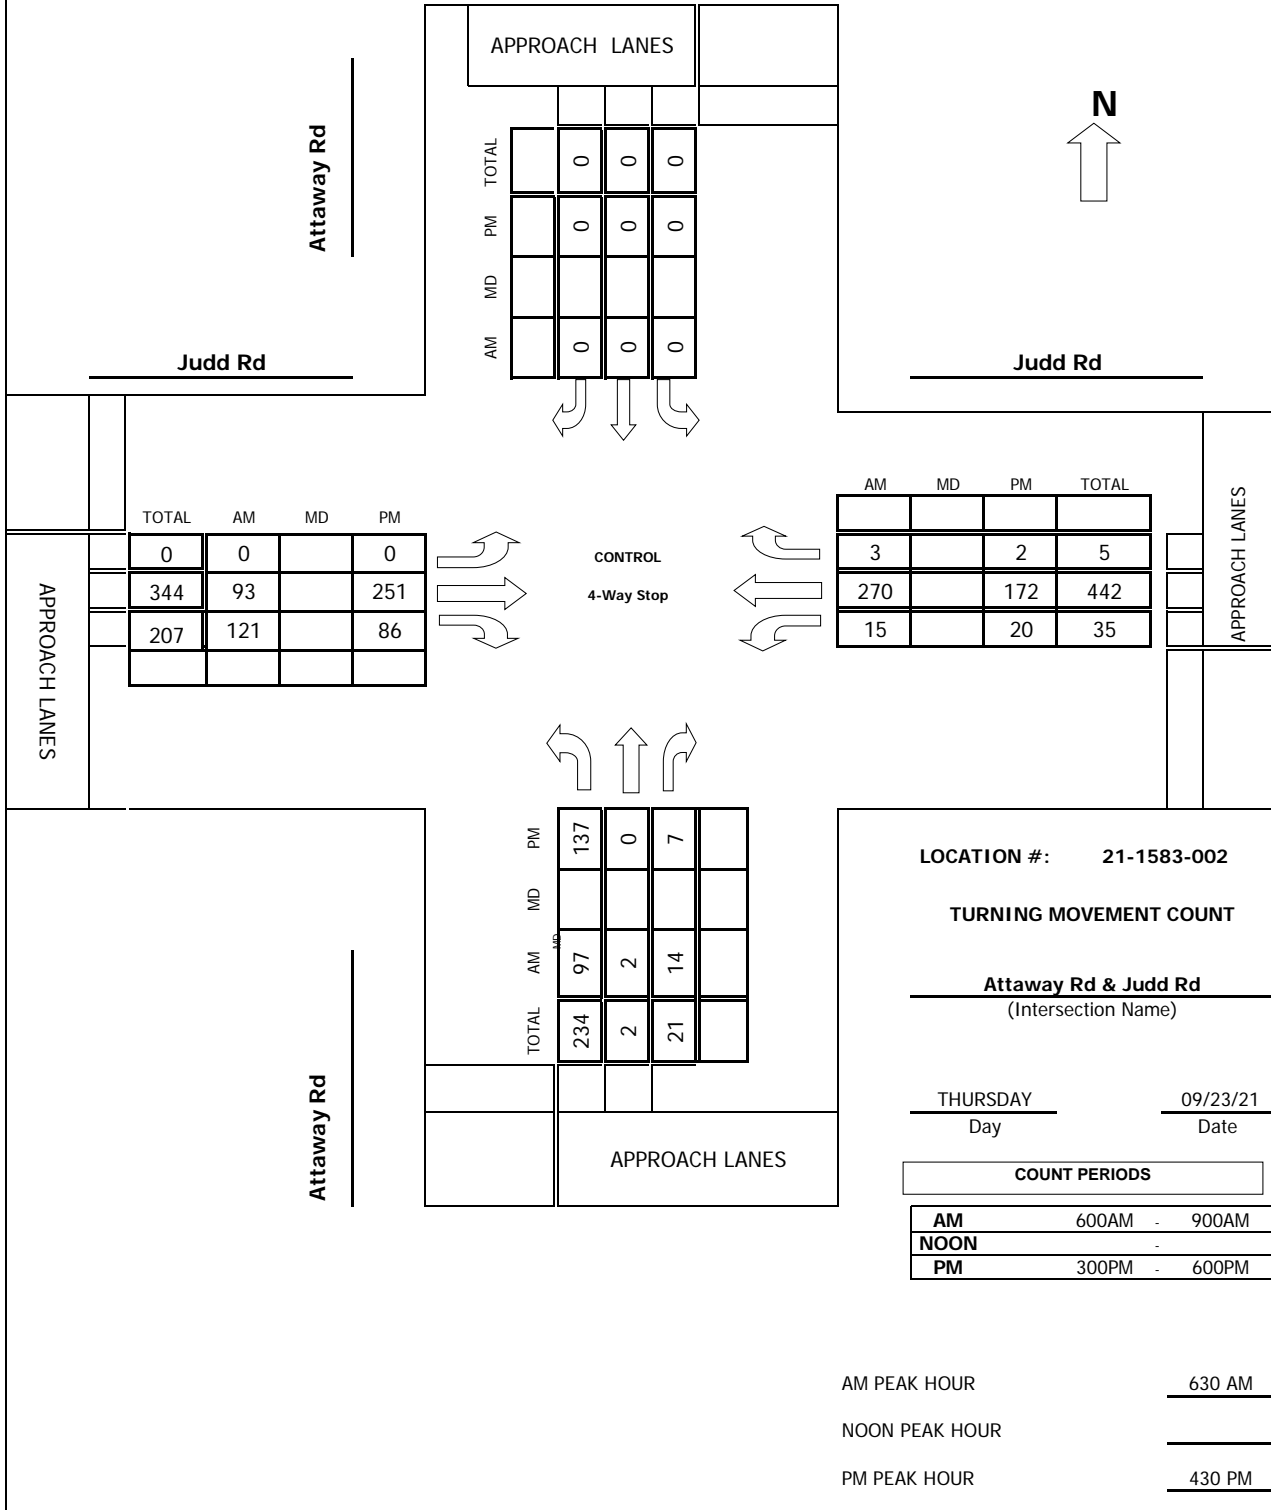 APPROACH LANES
N
Attaway Rd
TOTAL 0 0 0
PM 0 0 0
MD
AM 0 0 0
Judd Rd
Judd Rd
AM MD PM TOTAL
3 2 5
270 172 442
15 20 35
APPROACH LANES
TOTAL AM MD PM
0 0 0
344 93 251
207 121 86
APPROACH LANES
CONTROL
4-Way Stop
PM 137 0 7
MD
MD
AM 97 2 14
TOTAL 234 2 21
Attaway Rd
APPROACH LANES
LOCATION #: 21-1583-002
TURNING MOVEMENT COUNT
Attaway Rd & Judd Rd
(Intersection Name)
THURSDAY 09/23/21
Day Date
COUNT PERIODS
AM 600AM - 900AM
NOON -
PM 300PM - 600PM
AM PEAK HOUR 630 AM
NOON PEAK HOUR
PM PEAK HOUR 430 PM